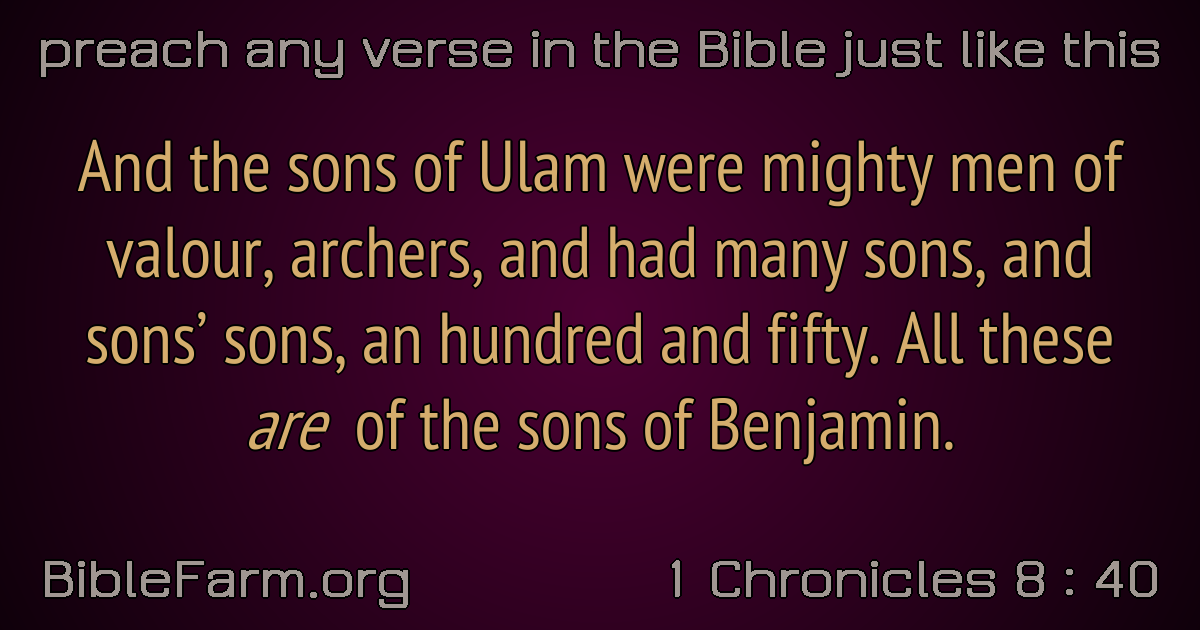 preach any verse in the Bible just like this
And the sons of Ulam were mighty men of
valour, archers, and had many sons, and
sons’ sons, an hundred and fifty. All these
are of the sons of Benjamin.
BibleFarm.org
1 Chronicles 8 : 40